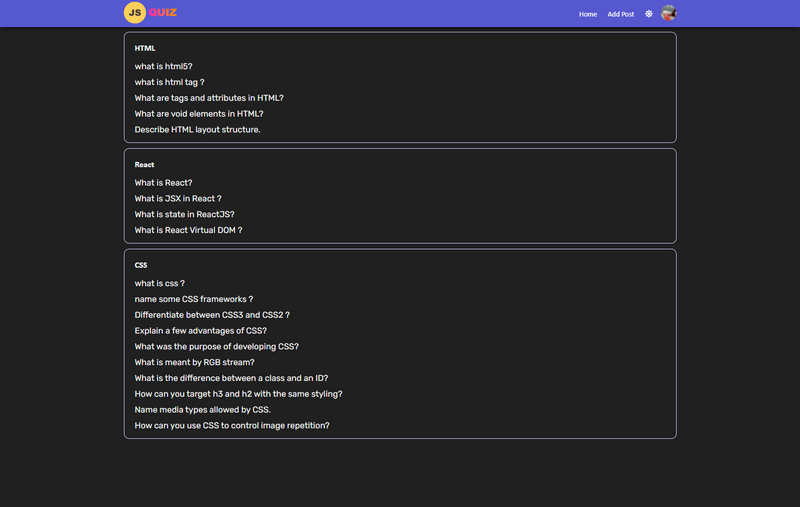 JS QUIZ
Home Add Post
HTML
what is html5?
what is html tag ?
What are tags and attributes in HTML?
What are void elements in HTML?
Describe HTML layout structure.
React
What is React?
What is JSX in React ?
What is state in ReactJS?
What is React Virtual DOM ?
CSS
what is css ?
name some CSS frameworks ?
Differentiate between CSS3 and CSS2 ?
Explain a few advantages of CSS?
What was the purpose of developing CSS?
What is meant by RGB stream?
What is the difference between a class and an ID?
How can you target h3 and h2 with the same styling?
Name media types allowed by CSS.
How can you use CSS to control image repetition?